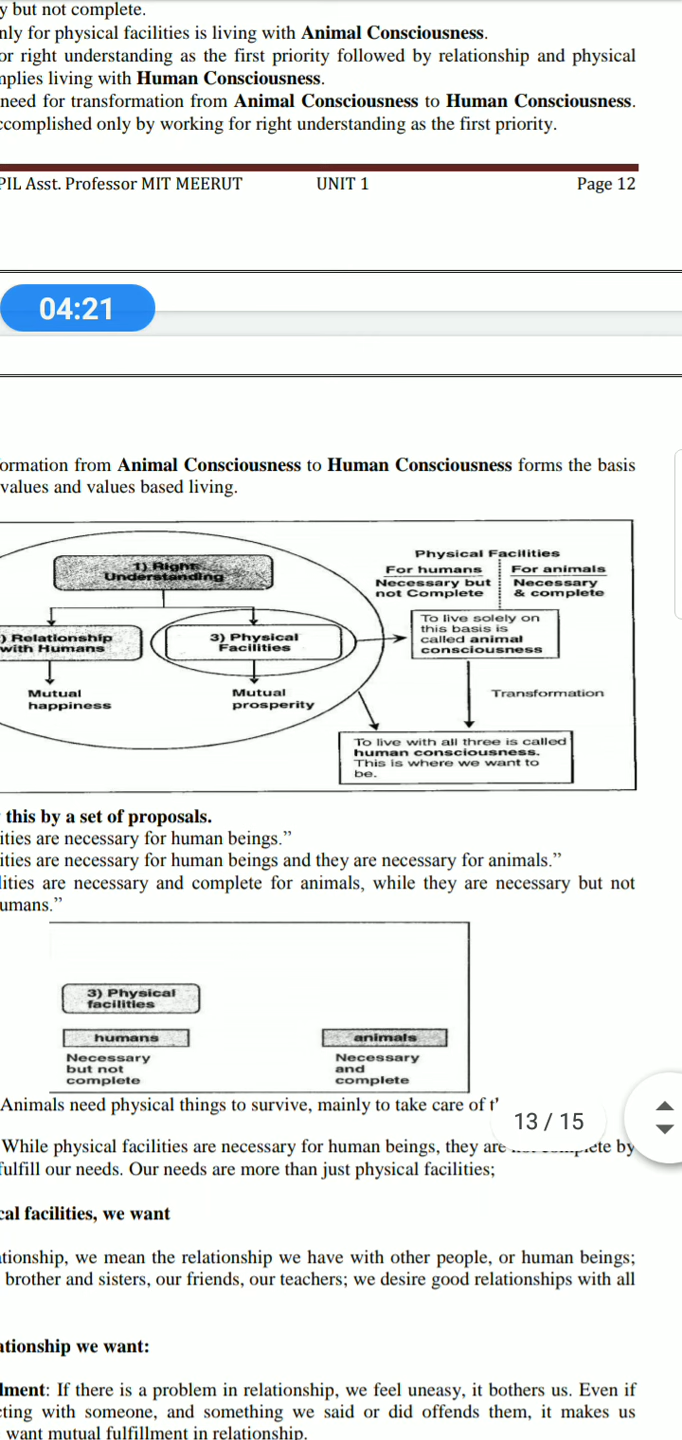 y but not complete.
nly for physical facilities is living with Animal Consciousness.
or right understanding as the first priority followed by relationship and physical
mplies living with Human Consciousness.
need for transformation from Animal Consciousness to Human Consciousness.
ccomplished only by working for right understanding as the first priority.
PIL Asst. Professor MIT MEERUT UNIT 1 Page 12
04:21
ormation from Animal Consciousness to Human Consciousness forms the basis
values and values based living.
Physical Facilities
1) Right
Understanding
For humans For animals
Necessary but Necessary
not Complete & complete
) Relationship
with Humans
3) Physical
Facilities
To live solely on
this basis is
called animal
consciousness
Mutual
happiness
Mutual
prosperity
Transformation
To live with all three is called
human consciousness.
This is where we want to
be.
this by a set of proposals.
ities are necessary for human beings.”
ities are necessary for human beings and they are necessary for animals.”
lities are necessary and complete for animals, while they are necessary but not
umans.”
3) Physical
facilities
humans
Necessary
but not
complete
animals
Necessary
and
complete
Animals need physical things to survive, mainly to take care of t
13 / 15
While physical facilities are necessary for human beings, they are by
fulfill our needs. Our needs are more than just physical facilities;
cal facilities, we want
tionship, we mean the relationship we have with other people, or human beings;
brother and sisters, our friends, our teachers; we desire good relationships with all
ationship we want:
lment: If there is a problem in relationship, we feel uneasy, it bothers us. Even if
cting with someone, and something we said or did offends them, it makes us
want mutual fulfillment in relationship.